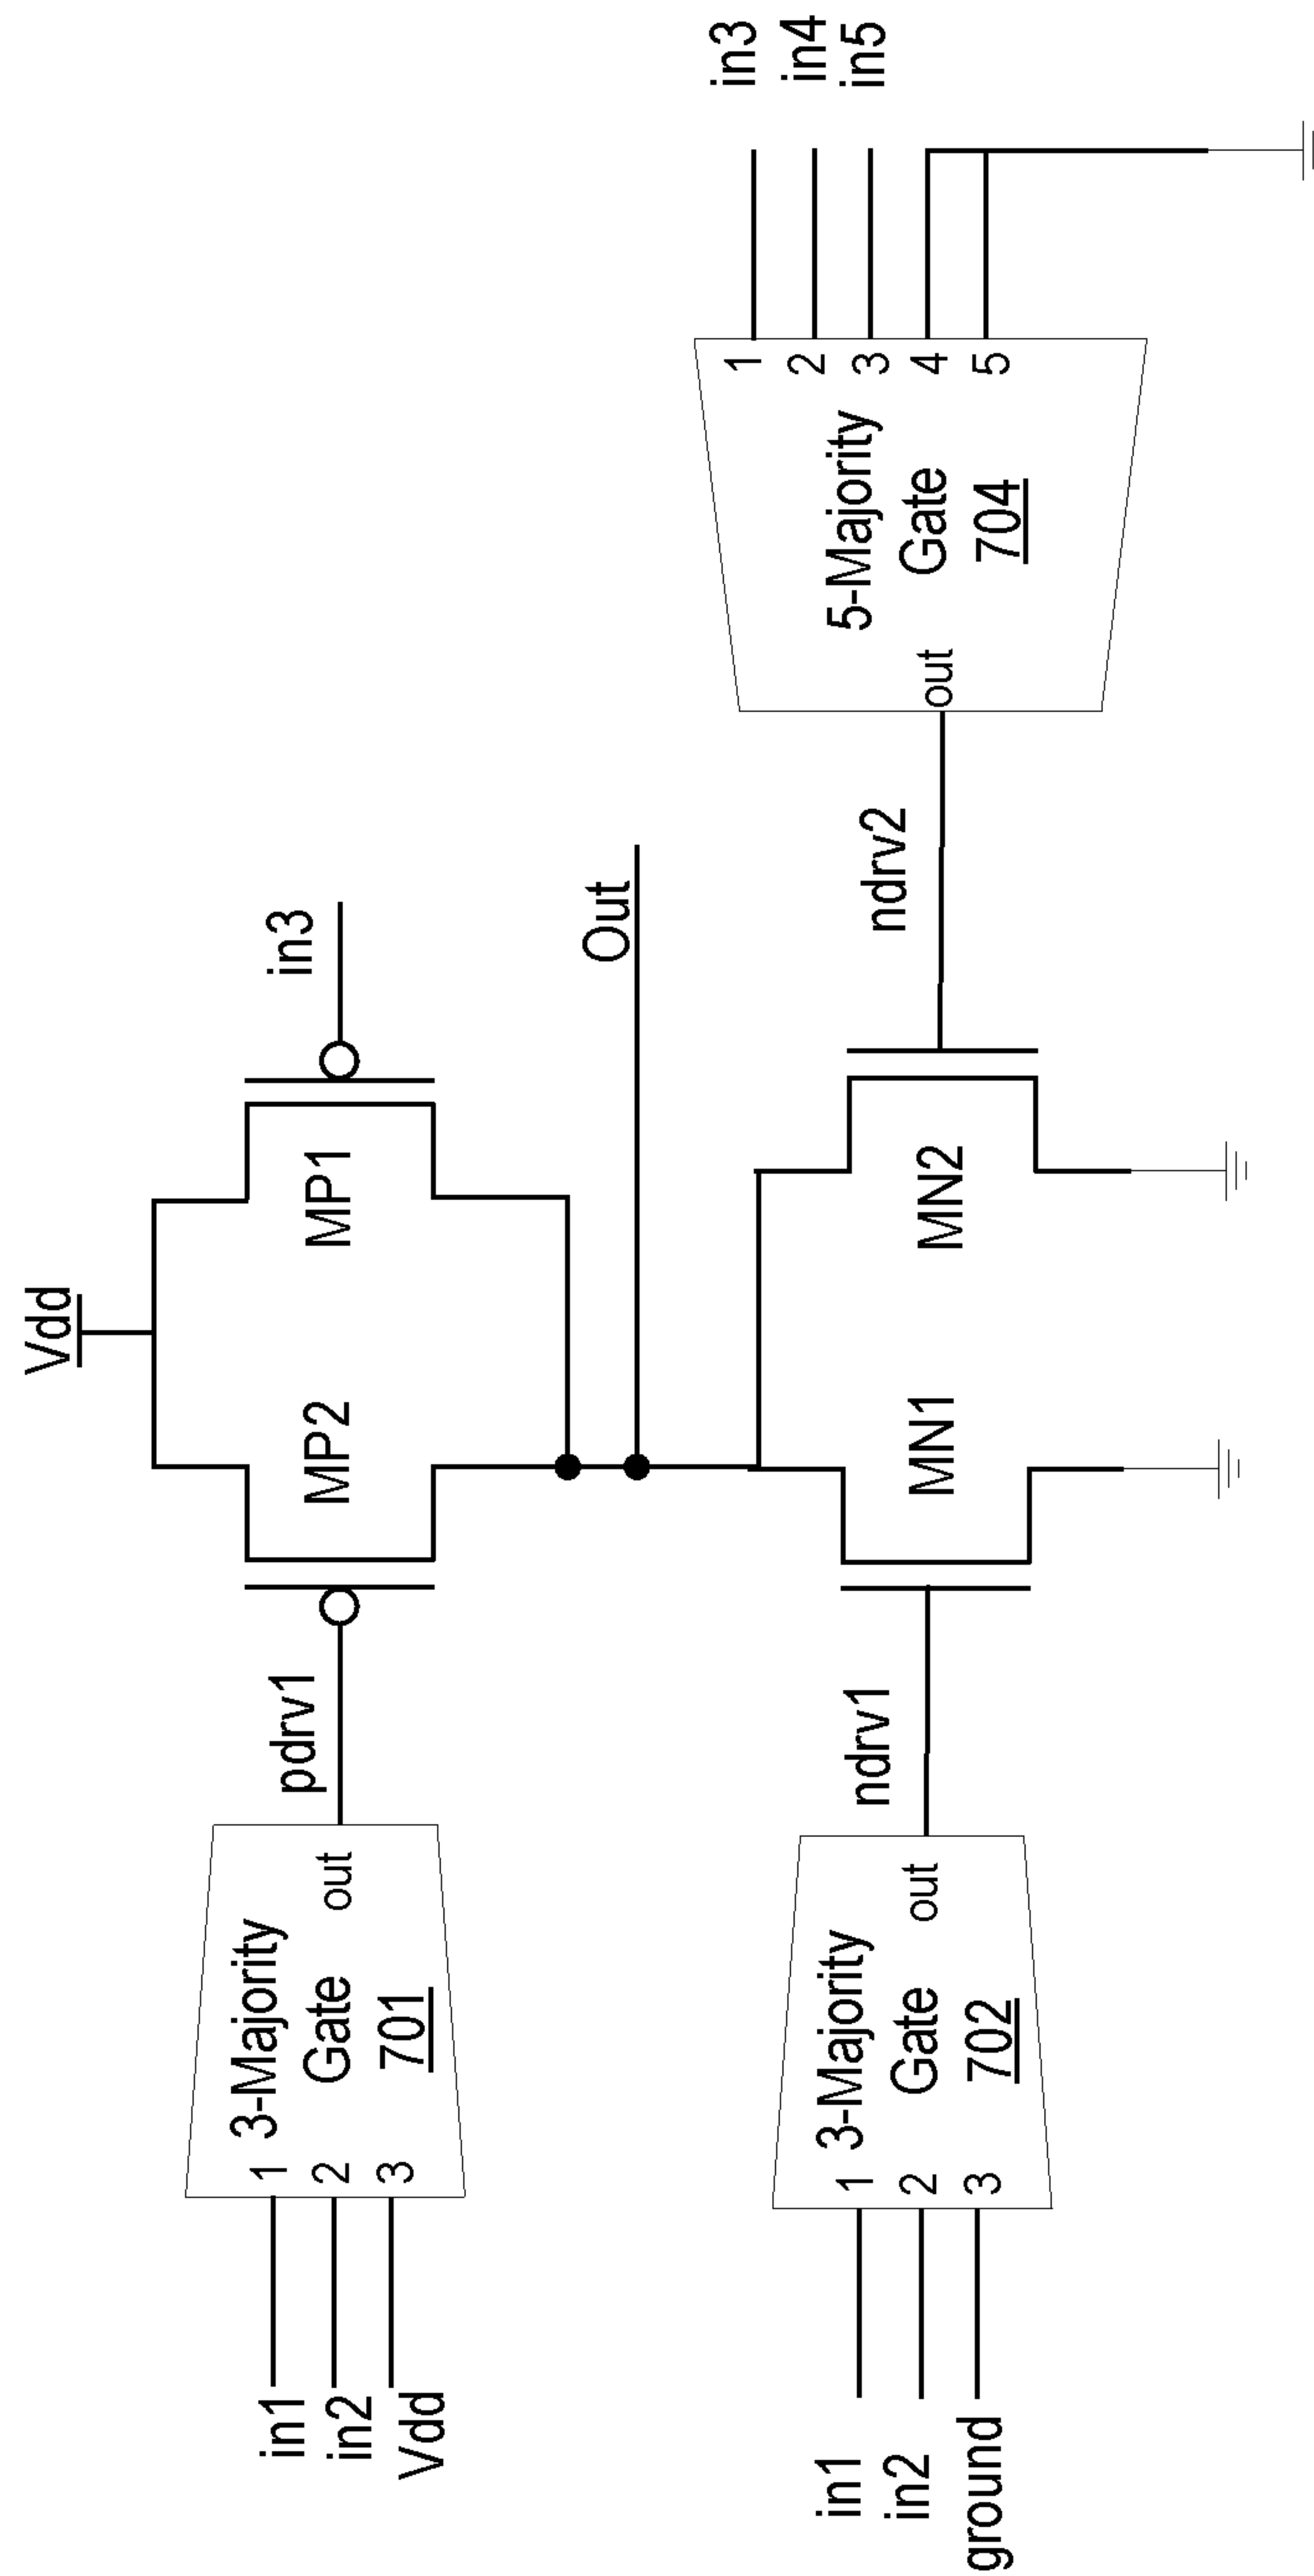 Vdd
in1
in2
Vdd
1
2
3
3-Majority
Gate
701
out
pdrv1
MP2
MP1
in3
Out
in1
in2
ground
1
2
3
3-Majority
Gate
702
out
ndrv1
MN1
MN2
ndrv2
out
5-Majority
Gate
704
1
2
3
4
5
in3
in4
in5